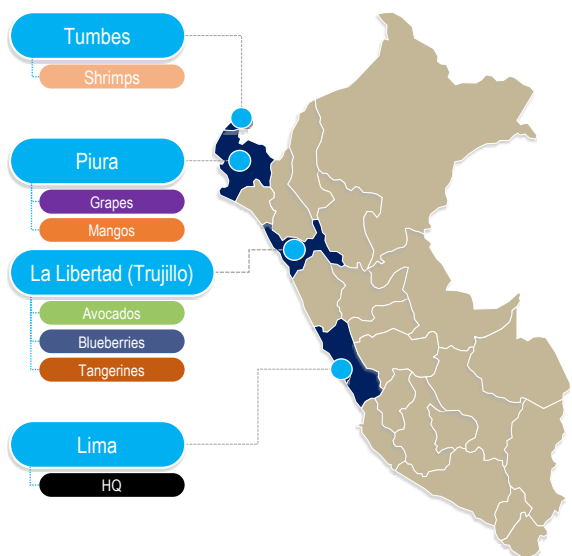 Tumbes
Shrimps
Piura
Grapes
Mangos
La Libertad (Trujillo)
Avocados
Blueberries
Tangerines
Lima
HQ